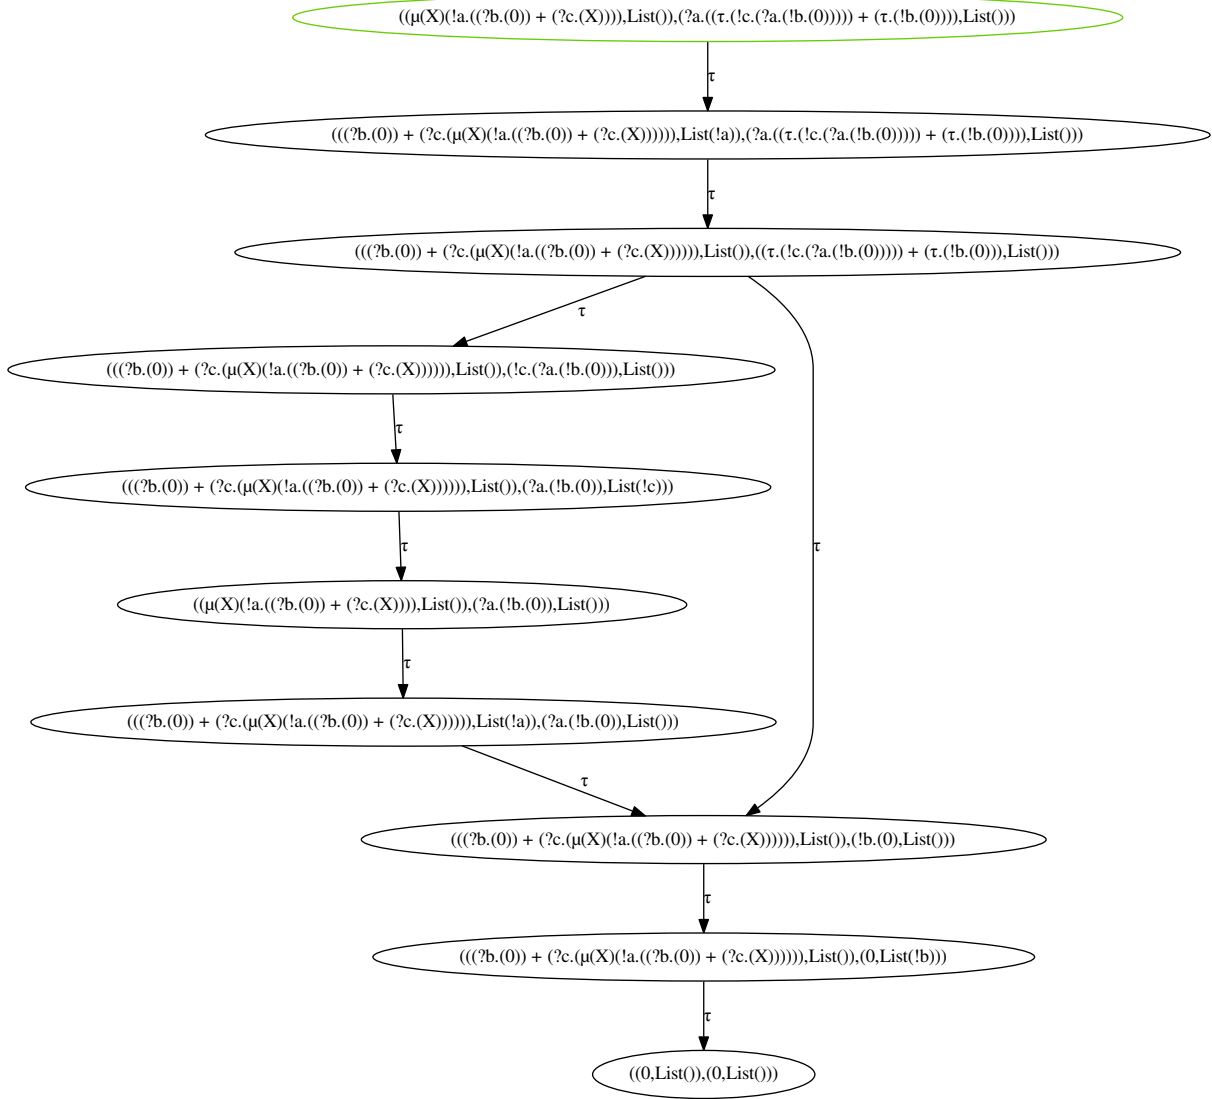 ((μ(X)(!a.((?b.(0)) + (?c.(X)))),List()),(?a.((τ.(!c.(?a.(!b.(0))))) + (τ.(!b.(0)))),List()))
τ
(((?b.(0)) + (?c.(μ(X)(!a.((?b.(0)) + (?c.(X)))))),List(!a)),(?a.((τ.(!c.(?a.(!b.(0))))) + (τ.(!b.(0)))),List()))
τ
(((?b.(0)) + (?c.(μ(X)(!a.((?b.(0)) + (?c.(X)))))),List()),((τ.(!c.(?a.(!b.(0))))) + (τ.(!b.(0))),List()))
τ
(((?b.(0)) + (?c.(μ(X)(!a.((?b.(0)) + (?c.(X)))))),List()),(!c.(?a.(!b.(0))),List()))
τ
(((?b.(0)) + (?c.(μ(X)(!a.((?b.(0)) + (?c.(X)))))),List()),(?a.(!b.(0)),List(!c)))
τ
τ
((μ(X)(!a.((?b.(0)) + (?c.(X)))),List()),(?a.(!b.(0)),List()))
τ
(((?b.(0)) + (?c.(μ(X)(!a.((?b.(0)) + (?c.(X)))))),List(!a)),(?a.(!b.(0)),List()))
τ
(((?b.(0)) + (?c.(μ(X)(!a.((?b.(0)) + (?c.(X)))))),List()),(!b.(0),List()))
τ
(((?b.(0)) + (?c.(μ(X)(!a.((?b.(0)) + (?c.(X)))))),List()),(0,List(!b)))
τ
((0,List()),(0,List()))